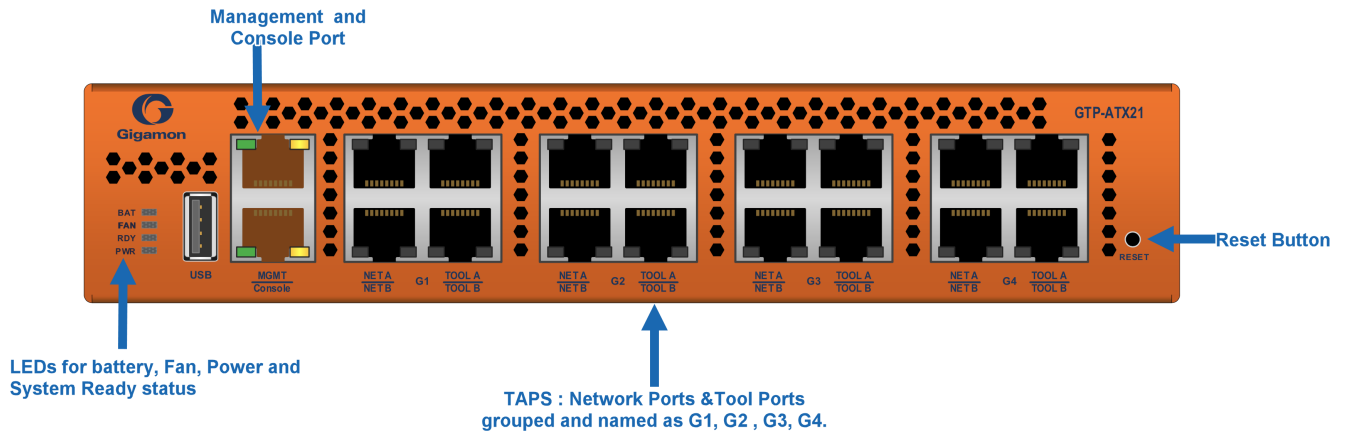 Management and
Console Port
Gigamon
GTP-ATX21
BAT
FAN
RDY
PWR
USB
MGMT
Console
NET A
NET B
G1
TOOL A
TOOL B
NET A
NET B
G2
TOOL A
TOOL B
NET A
NET B
G3
TOOL A
TOOL B
NET A
NET B
G4
TOOL A
TOOL B
RESET
Reset Button
LEDs for battery, Fan, Power and
System Ready status
TAPS : Network Ports &Tool Ports
grouped and named as G1, G2 , G3, G4.